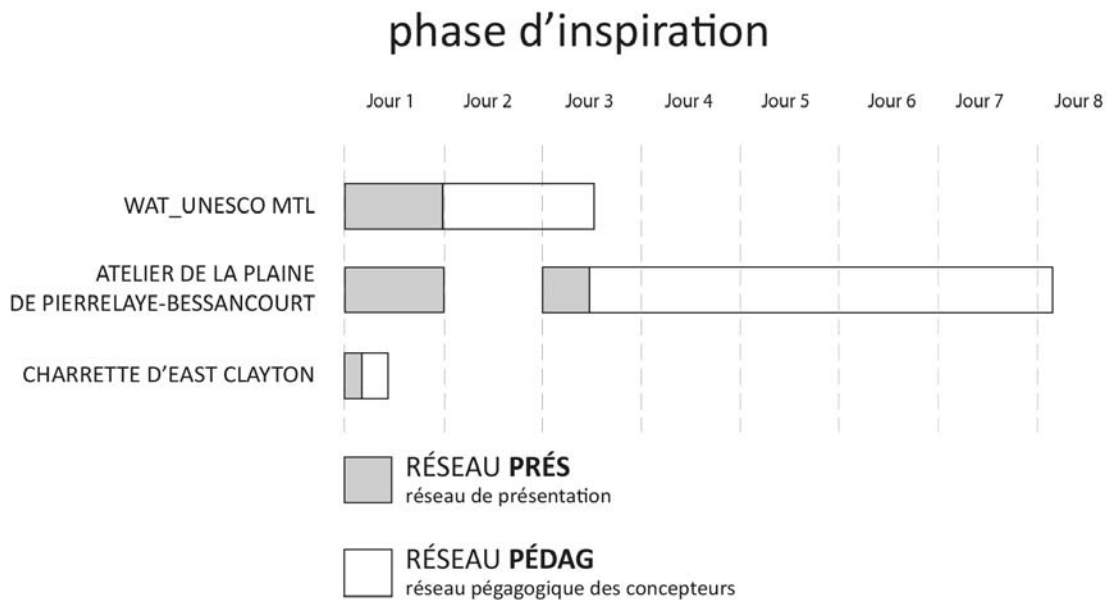 phase d'inspiration
Jour 1 Jour 2 Jour 3 Jour 4 Jour 5 Jour 6 Jour 7 Jour 8
WAT_UNESCO MTL
ATELIER DE LA PLAINE
DE PIERRELAYE-BESSANCOURT
CHARRETTE D'EAST CLAYTON
RÉSEAU PRÉS
réseau de présentation
RÉSEAU PÉDAG
réseau pégagogique des concepteurs